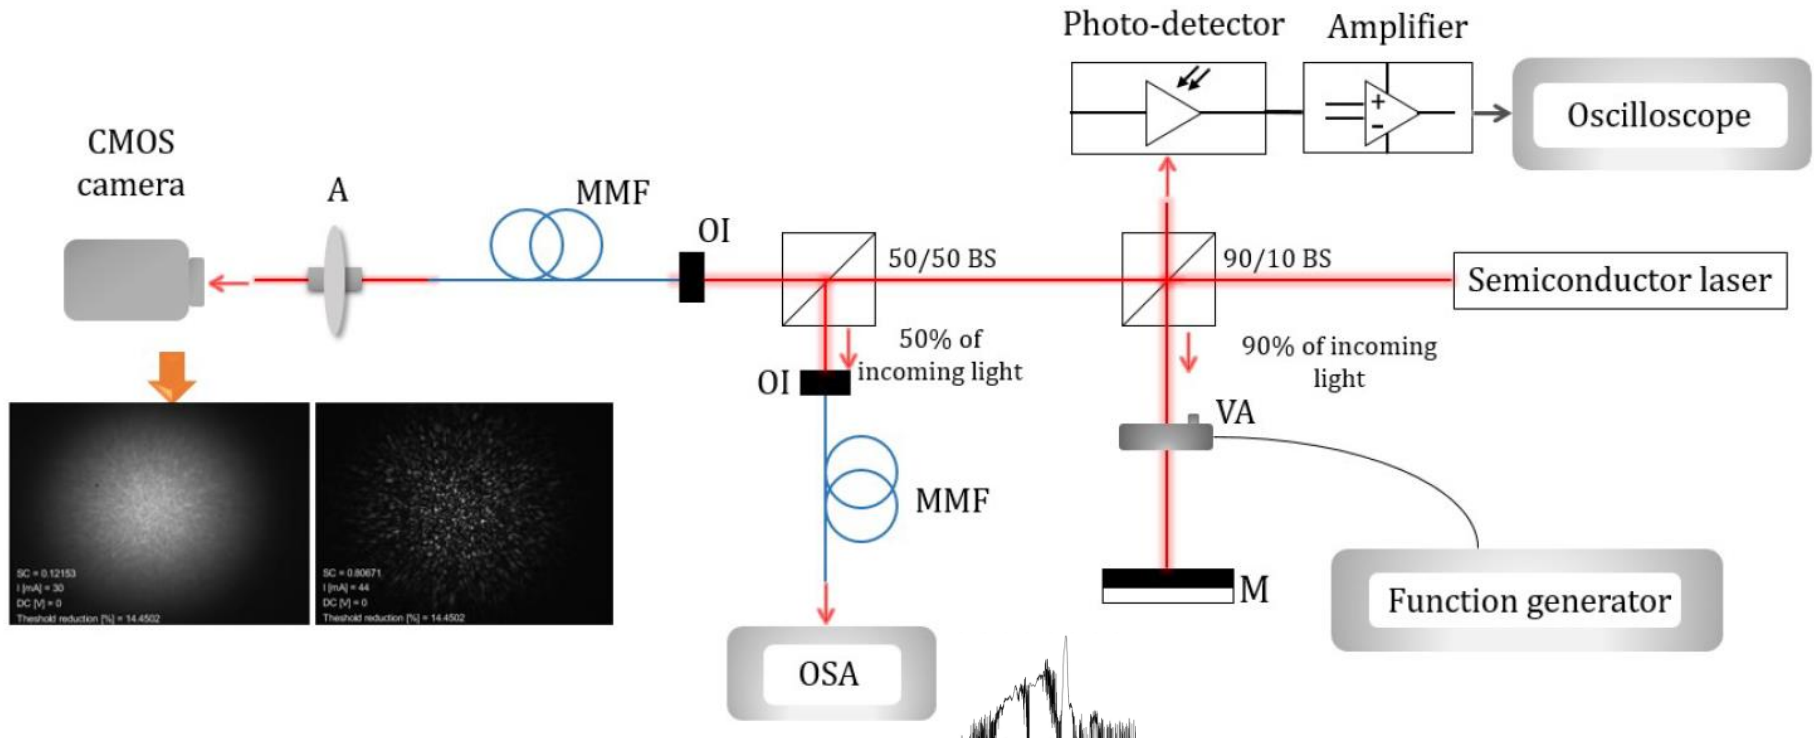 Photo-detector
Amplifier
Oscilloscope
CMOS
camera
A
MMF
OI
50/50 BS
90/10 BS
Semiconductor laser
50% of
incoming light
90% of incoming
light
OI
VA
MMF
M
Function generator
OSA
SC = 0.12153
I [mA] = 30
DC [V] = 0
Theshold reduction [%] = 14.4502
SC = 0.80671
I [mA] = 44
DC [V] = 0
Theshold reduction [%] = 14.4502
+
-